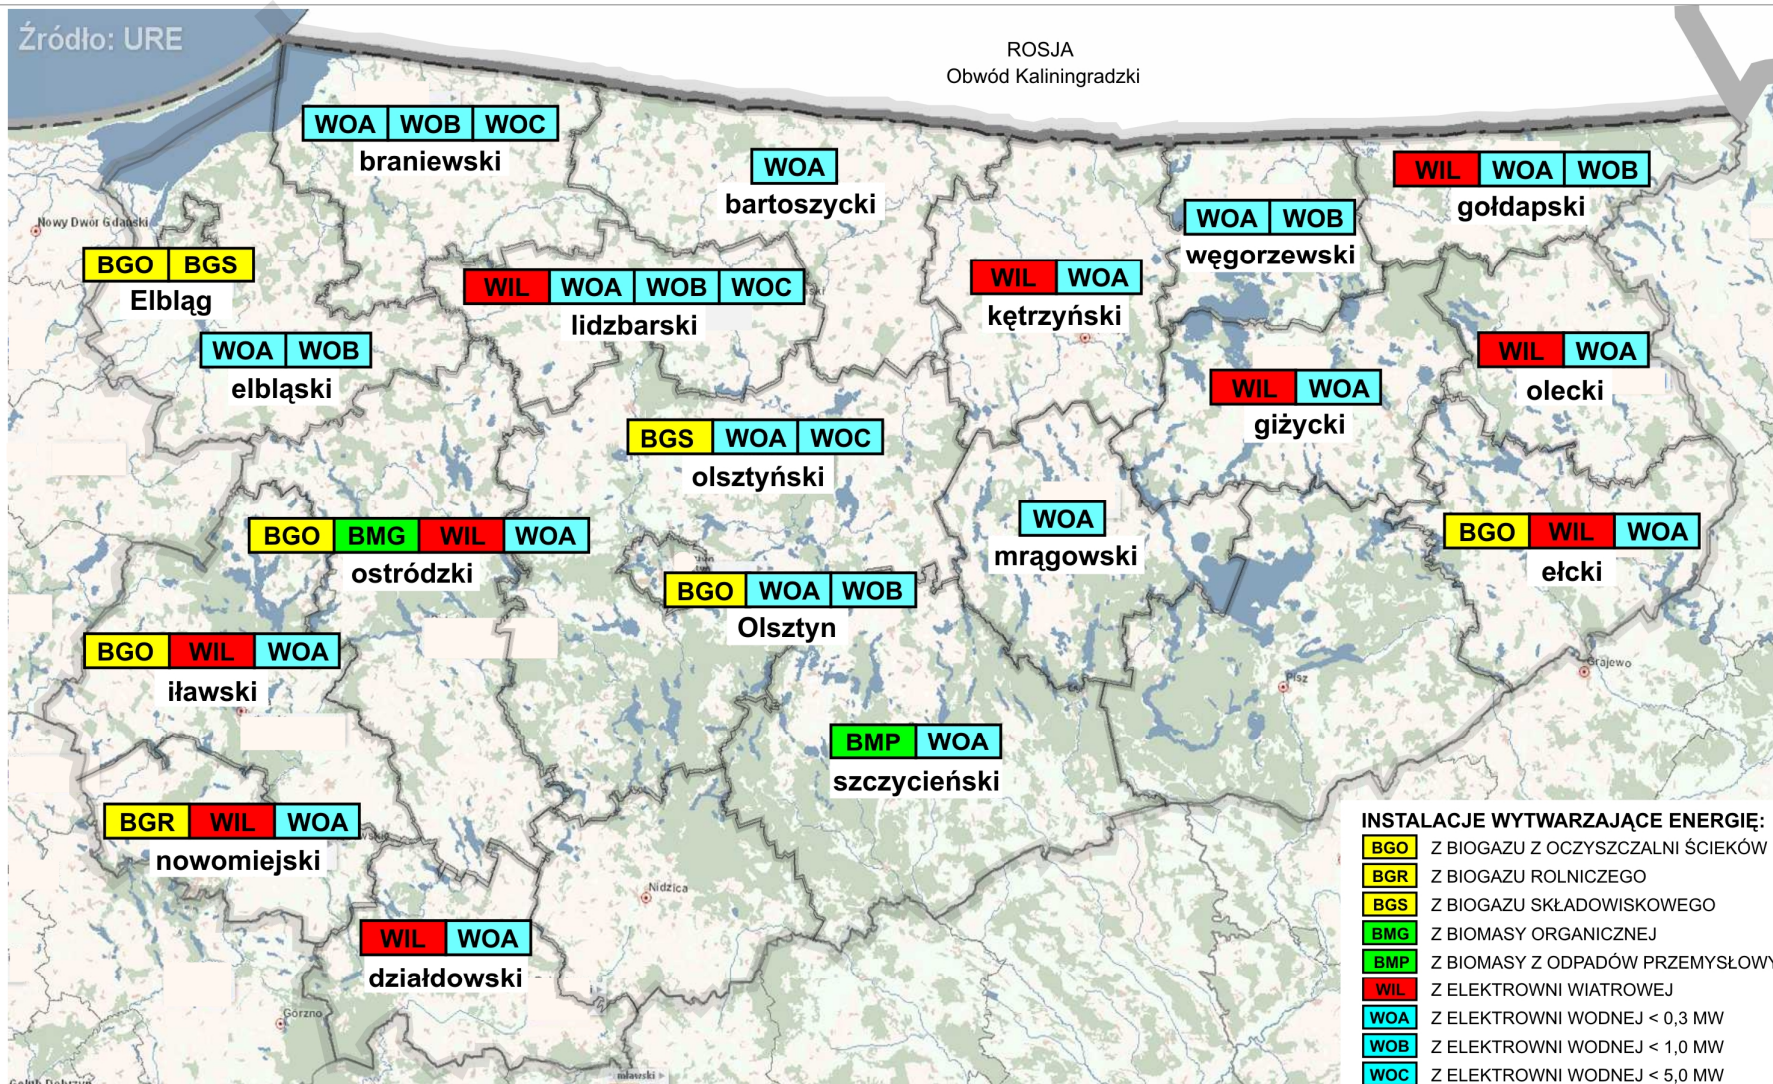 Źródło: URE
ROSJA
Obwód Kaliningradzki
WOA WOB WOC
braniewski
WOA
bartoszycki
WIL WOA WOB
gołdapski
WOA WOB
węgorzewski
Nowy Dwór Gdański
BGO BGS
Elbląg
WIL WOA WOB WOC
lidzbarski
WIL WOA
kętrzyński
WOA WOB
elbląski
WIL WOA
olecki
WIL WOA
giżycki
BGS WOA WOC
olsztyński
WOA
mrągowski
BGO WIL WOA
ełcki
BGO BMG WIL WOA
ostródzki
BGO WOA WOB
Olsztyn
BGO WIL WOA
iławski
Grajewo
Pisz
BMP WOA
szczycieński
BGR WIL WOA
nowomiejski
Nidzica
WIL WOA
działdowski
Górzno
mławski
INSTALACJE WYTWARZAJĄCE ENERGIĘ:
BGO Z BIOGAZU Z OCZYSZCZALNI ŚCIEKÓW
BGR Z BIOGAZU ROLNICZEGO
BGS Z BIOGAZU SKŁADOWISKOWEGO
BMG Z BIOMASY ORGANICZNEJ
BMP Z BIOMASY Z ODPADÓW PRZEMYSŁOWY
WIL Z ELEKTROWNI WIATROWEJ
WOA Z ELEKTROWNI WODNEJ < 0,3 MW
WOB Z ELEKTROWNI WODNEJ < 1,0 MW
WOC Z ELEKTROWNI WODNEJ < 5,0 MW